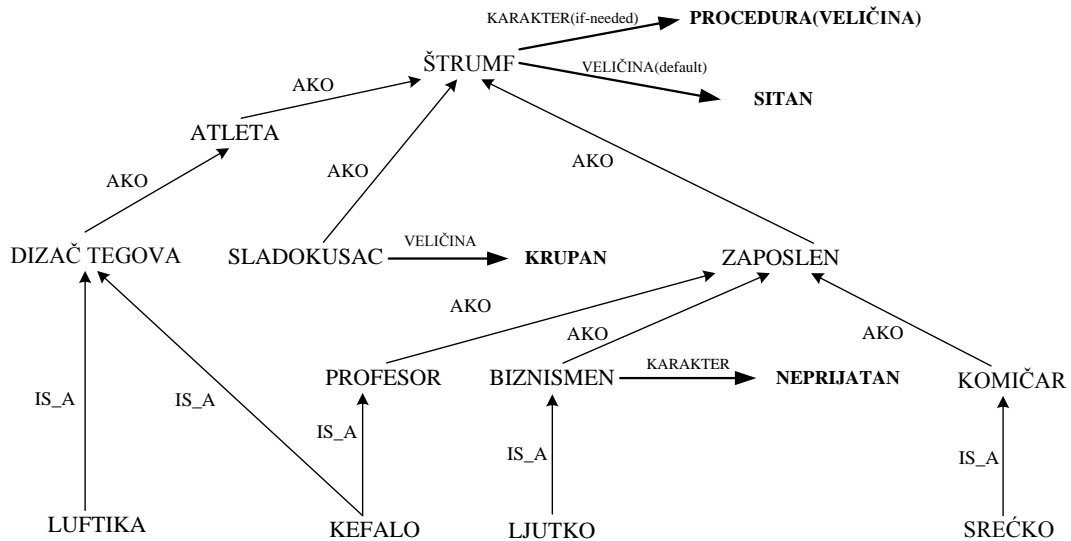 KARAKTER(if-needed)
PROCEDURA(VELIČINA)
ŠTRUMF
VELIČINA(default)
SITAN
AKO
ATLETA
AKO
AKO
AKO
DIZAČ TEGOVA
SLADOKUSAC
VELIČINA
KRUPAN
ZAPOSLEN
AKO
AKO
AKO
PROFESOR
BIZNISMEN
KARAKTER
NEPRIJATAN
KOMIČAR
IS_A
IS_A
IS_A
IS_A
IS_A
LUFTIKA
KEFALO
LJUTKO
SREĆKO